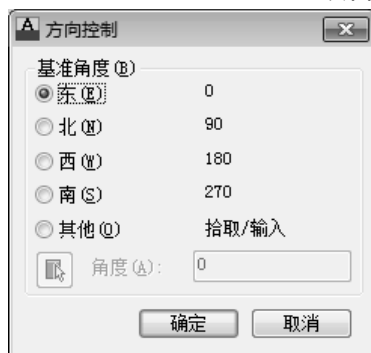 方向控制
基准角度(B)
东(E) 0
北(N) 90
西(W) 180
南(S) 270
其他(O) 拾取/输入
角度(A): 0
确定 取消